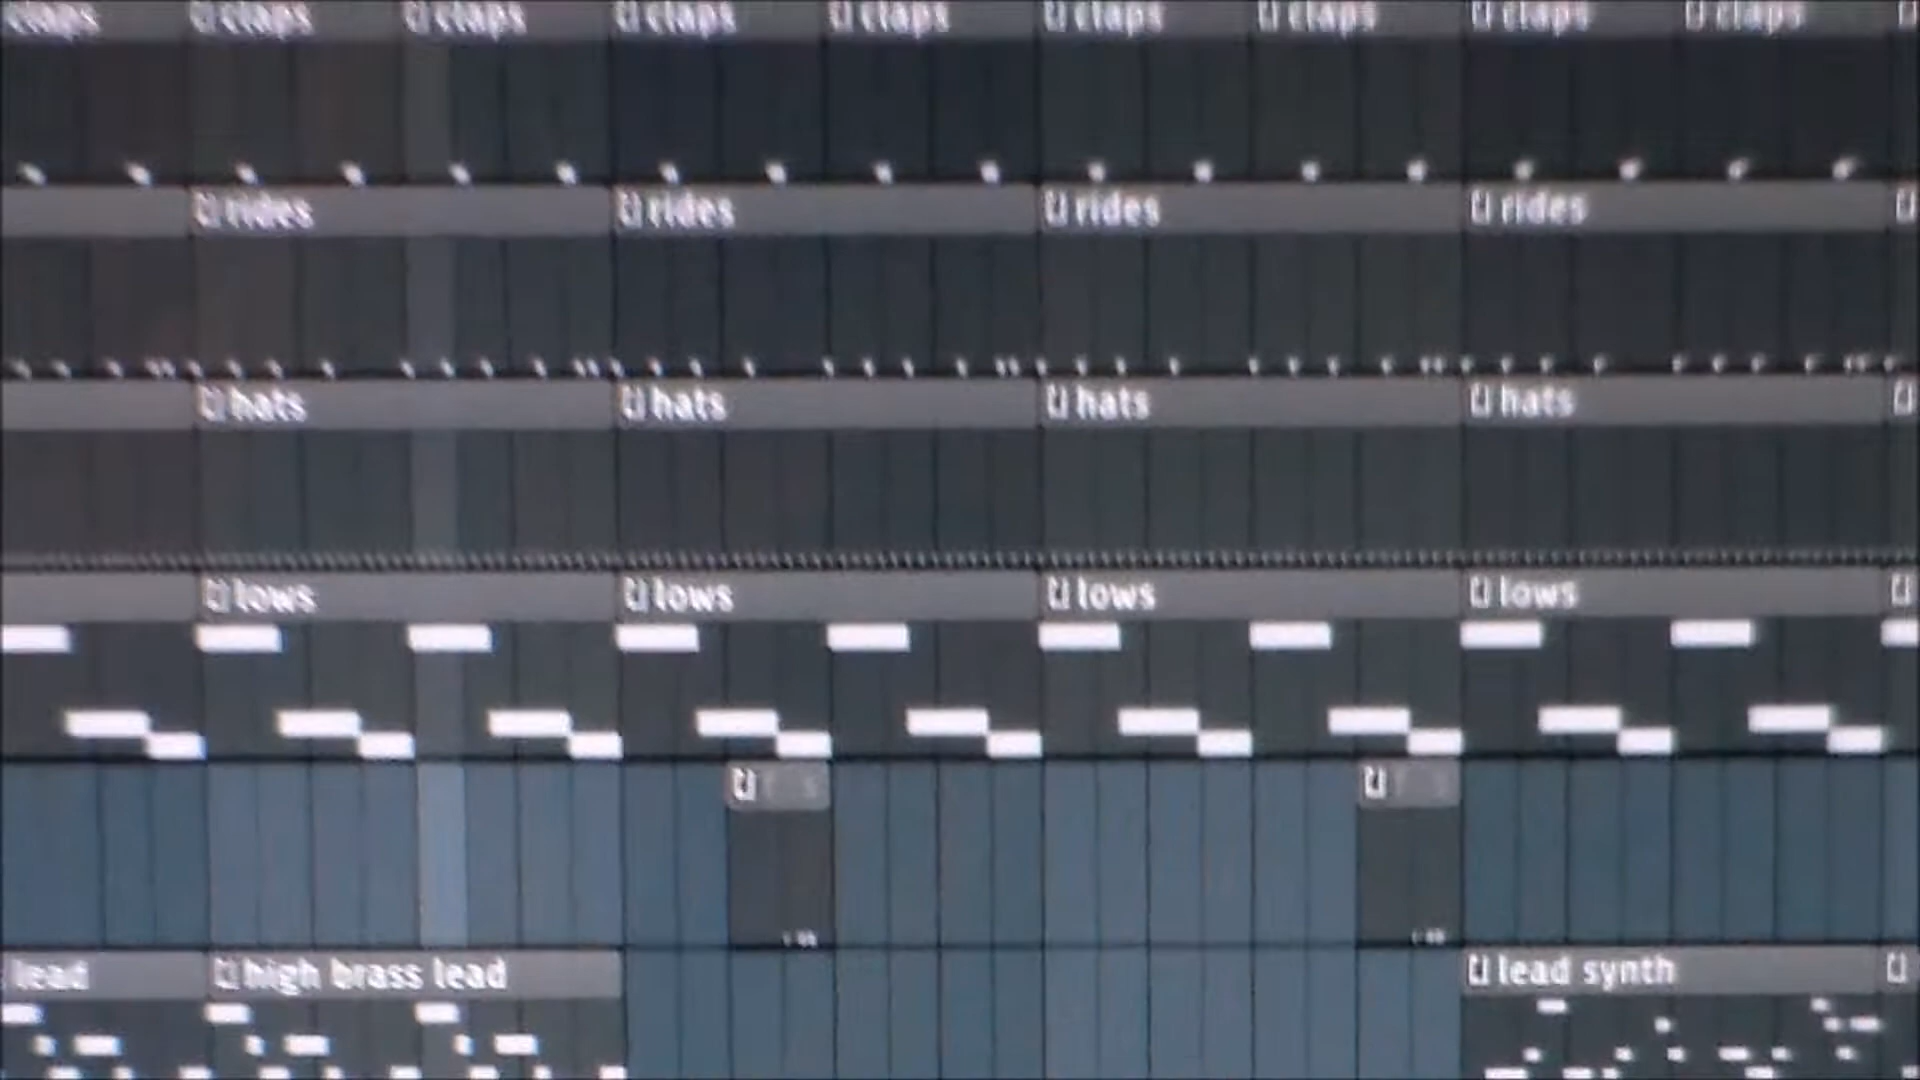 claps claps claps claps claps claps claps claps claps
rides rides rides rides
hats hats hats hats
lows lows lows lows
lead high brass lead lead synth